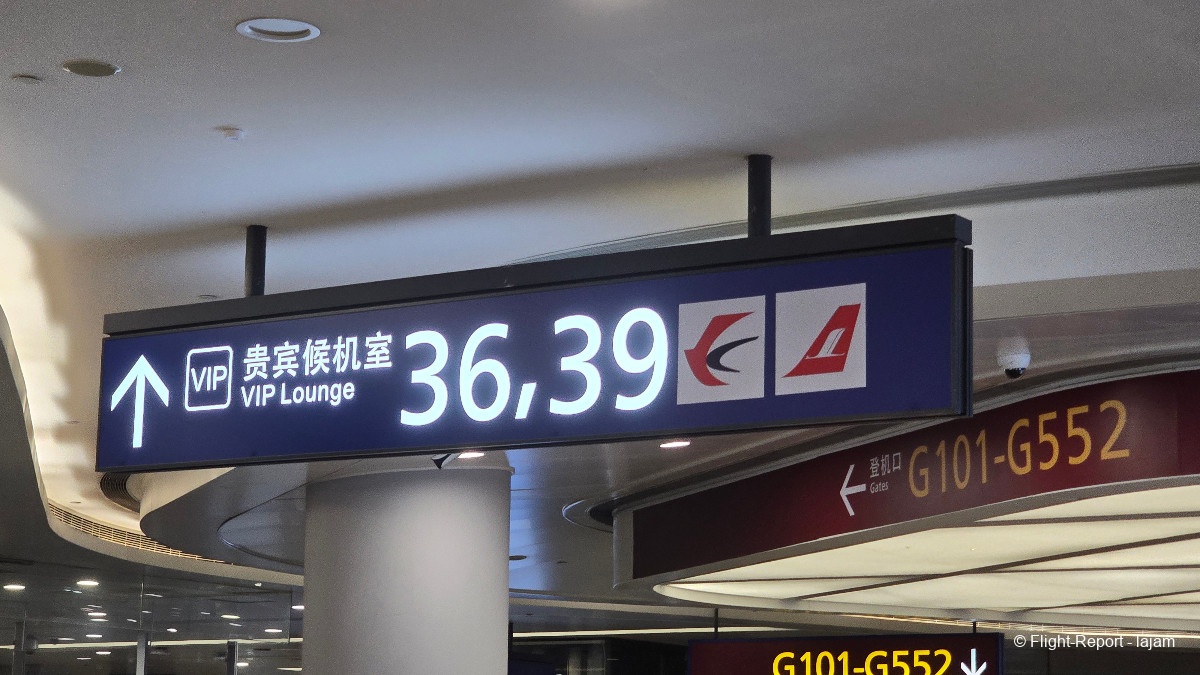 VIP
贵宾候机室
VIP Lounge
36,39
登机口
Gates
G101-G552
G101-G552
© Flight-Report - lajam